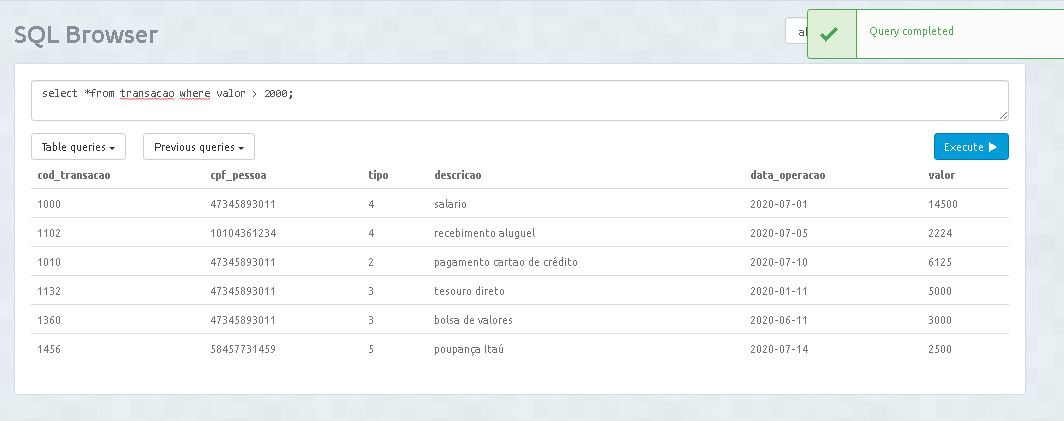 SQL Browser
Query completed
select *from transacao where valor > 2000;
Table queries Previous queries Execute
cod_transacao cpf_pessoa tipo descricao data_operacao valor
1000 47345893011 4 salario 2020-07-01 14500
1102 10104361234 4 recebimento aluguel 2020-07-05 2224
1010 47345893011 2 pagamento cartao de crédito 2020-07-10 6125
1132 47345893011 3 tesouro direto 2020-01-11 5000
1360 47345893011 3 bolsa de valores 2020-06-11 3000
1456 58457731459 5 poupança Itaú 2020-07-14 2500